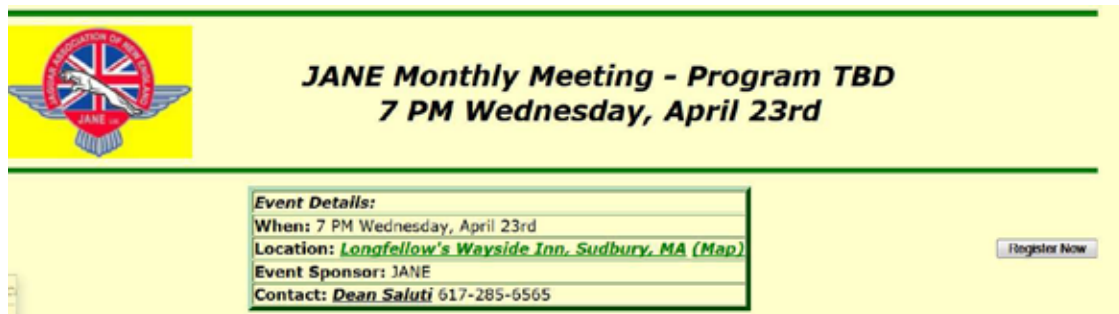 JAGUAR ASSOCIATION OF NEW ENGLAND
JANE
JANE Monthly Meeting - Program TBD
7 PM Wednesday, April 23rd
Event Details:
When: 7 PM Wednesday, April 23rd
Location: Longfellow's Wayside Inn, Sudbury, MA (Map)
Event Sponsor: JANE
Contact: Dean Saluti 617-285-6565
Register Now